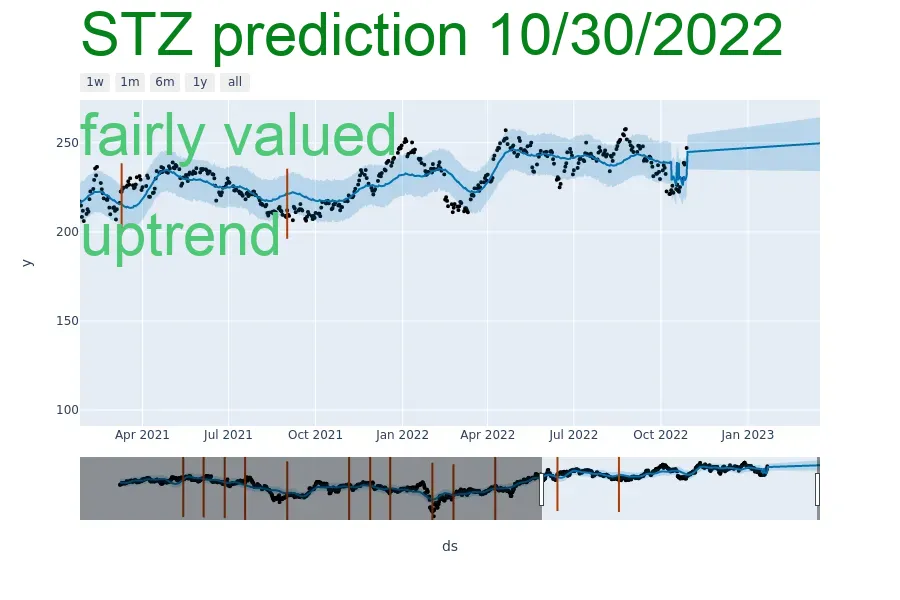 STZ prediction 10/30/2022
1w 1m 6m 1y all
fairly valued
250
uptrend
200
y
150
100
Apr 2021 Jul 2021 Oct 2021 Jan 2022 Apr 2022 Jul 2022 Oct 2022 Jan 2023
ds